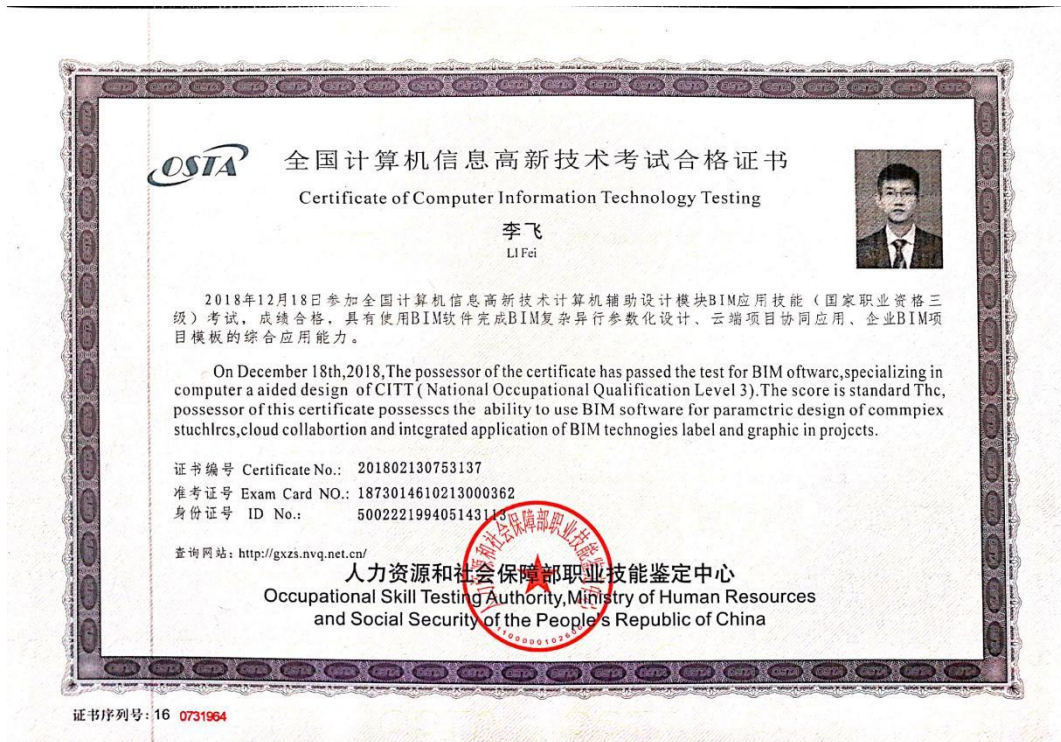 OSTA
全国计算机信息高新技术考试合格证书
Certificate of Computer Information Technology Testing
李飞
LI Fei
2018年12月18日参加全国计算机信息高新技术计算机辅助设计模块BIM应用技能（国家职业资格三
级）考试，成绩合格，具有使用BIM软件完成BIM复杂异行参数化设计、云端项目协同应用、企业BIM项
目模板的综合应用能力。
On December 18th,2018,The possessor of the certificate has passed the test for BIM oftwarc,specializing in
computer a aided design of CITT ( National Occupational Qualification Level 3).The score is standard Thc,
possessor of this certificate possesscs the ability to use BIM software for paramctric design of commpiex
stuchlrcs,cloud collabortion and intcgrated application of BIM technogies label and graphic in projccts.
证书编号 Certificate No.: 201802130753137
准考证号 Exam Card NO.: 1873014610213000362
身份证号 ID No.: 500222199405143113
查询网站: http://gxzs.nvq.net.cn/
人力资源和社会保障部职业技能鉴定中心
Occupational Skill Testing Authority,Ministry of Human Resources
and Social Security of the People's Republic of China
证书序列号: 16 0731964